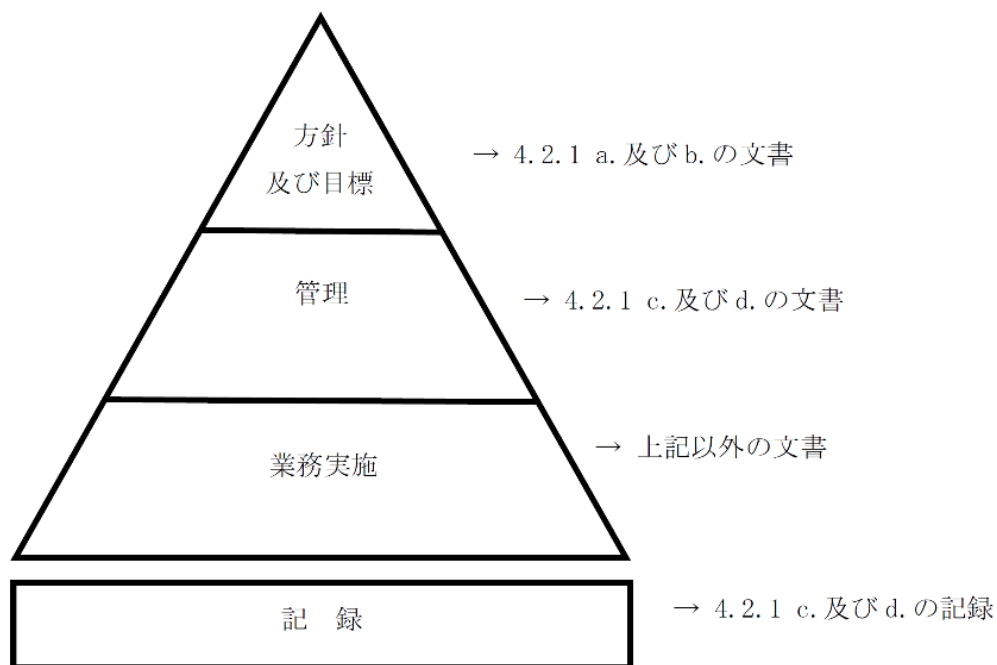 方針
及び目標
→ 4.2.1 a.及びb.の文書
管理
→ 4.2.1 c.及びd.の文書
業務実施
→ 上記以外の文書
記　録
→ 4.2.1 c.及びd.の記録